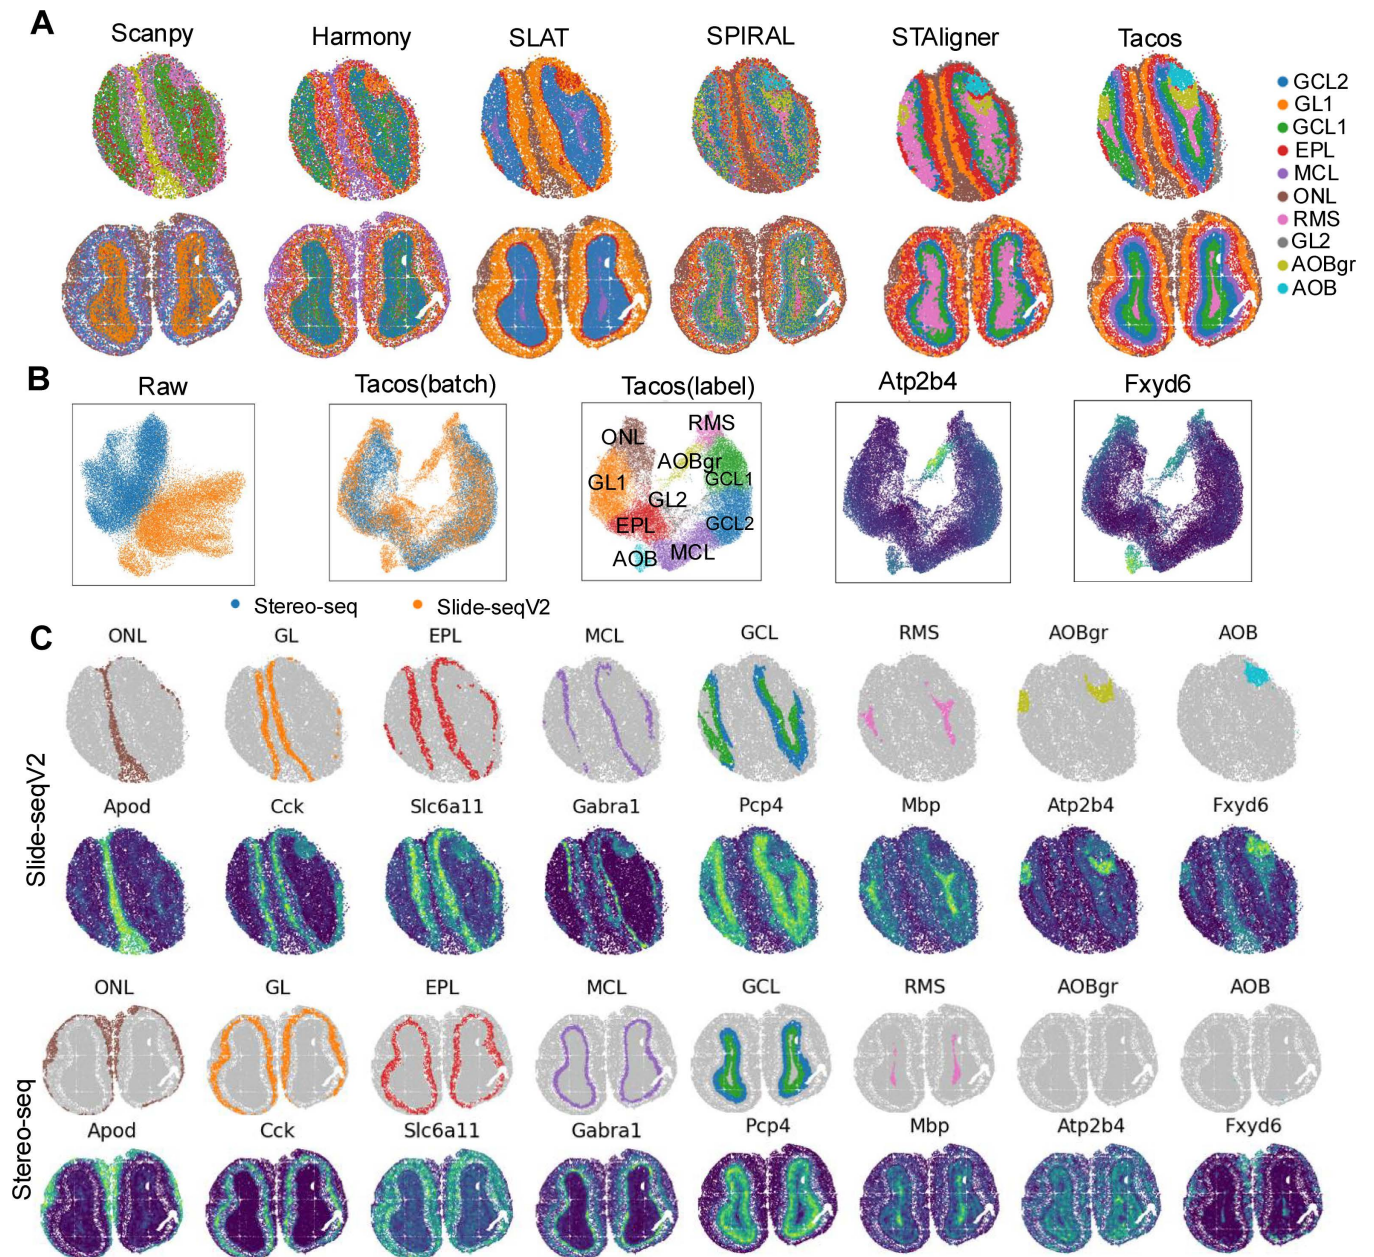 A
Scanpy Harmony SLAT SPIRAL STAligner Tacos
GCL2
GL1
GCL1
EPL
MCL
ONL
RMS
GL2
AOBgr
AOB
B
Raw Tacos(batch) Tacos(label) Atp2b4 Fxyd6
ONL RMS
AOBgr
GL1 GCL1
GL2
EPL GCL2
AOB MCL
Stereo-seq Slide-seqV2
C
ONL GL EPL MCL GCL RMS AOBgr AOB
Slide-seqV2
Apod Cck Slc6a11 Gabra1 Pcp4 Mbp Atp2b4 Fxyd6
ONL GL EPL MCL GCL RMS AOBgr AOB
Stereo-seq
Apod Cck Slc6a11 Gabra1 Pcp4 Mbp Atp2b4 Fxyd6